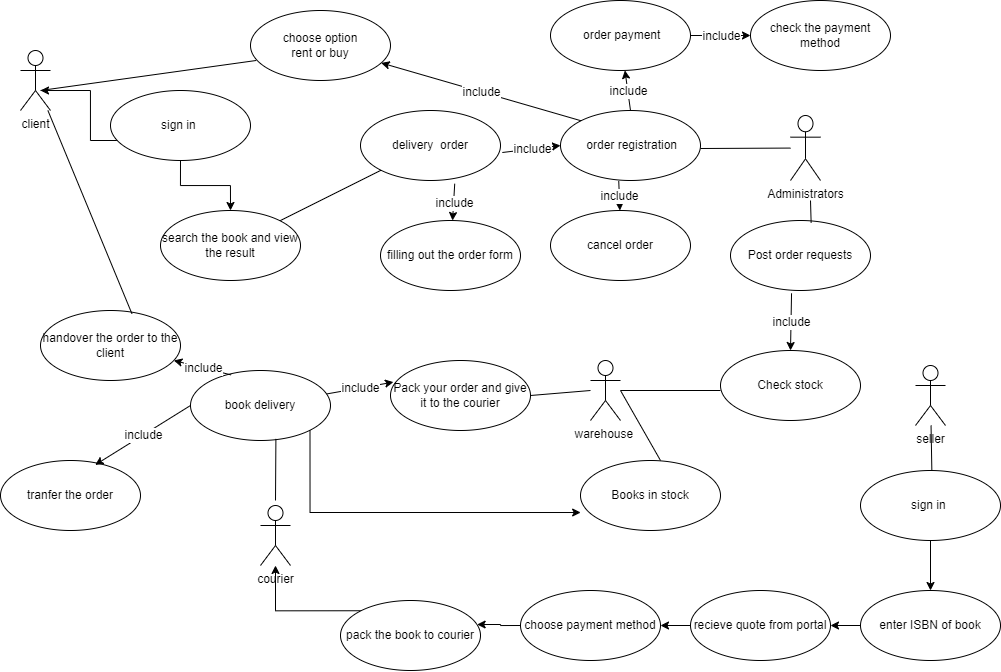 choose option
rent or buy
order payment
include
check the payment
method
client
sign in
include
include
delivery  order
include
order registration
Administrators
include
include
search the book and view
the result
filling out the order form
cancel order
Post order requests
include
handover the order to the
client
include
book delivery
include
Pack your order and give
it to the courier
warehouse
Check stock
seller
include
tranfer the order
Books in stock
sign in
courier
pack the book to courier
choose payment method
recieve quote from portal
enter ISBN of book